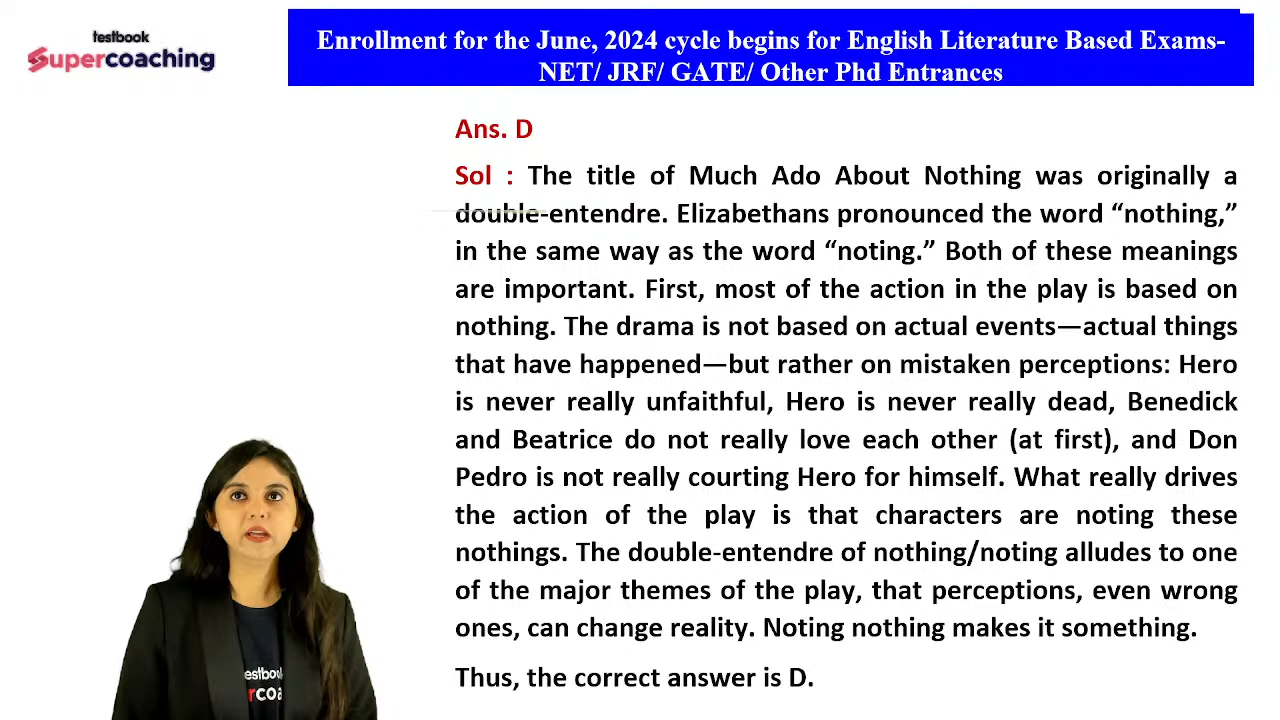 testbook
Supercoaching
Enrollment for the June, 2024 cycle begins for English Literature Based Exams-
NET/ JRF/ GATE/ Other Phd Entrances
Ans. D
Sol : The title of Much Ado About Nothing was originally a
double-entendre. Elizabethans pronounced the word “nothing,”
in the same way as the word “noting.” Both of these meanings
are important. First, most of the action in the play is based on
nothing. The drama is not based on actual events—actual things
that have happened—but rather on mistaken perceptions: Hero
is never really unfaithful, Hero is never really dead, Benedick
and Beatrice do not really love each other (at first), and Don
Pedro is not really courting Hero for himself. What really drives
the action of the play is that characters are noting these
nothings. The double-entendre of nothing/noting alludes to one
of the major themes of the play, that perceptions, even wrong
ones, can change reality. Noting nothing makes it something.
Thus, the correct answer is D.